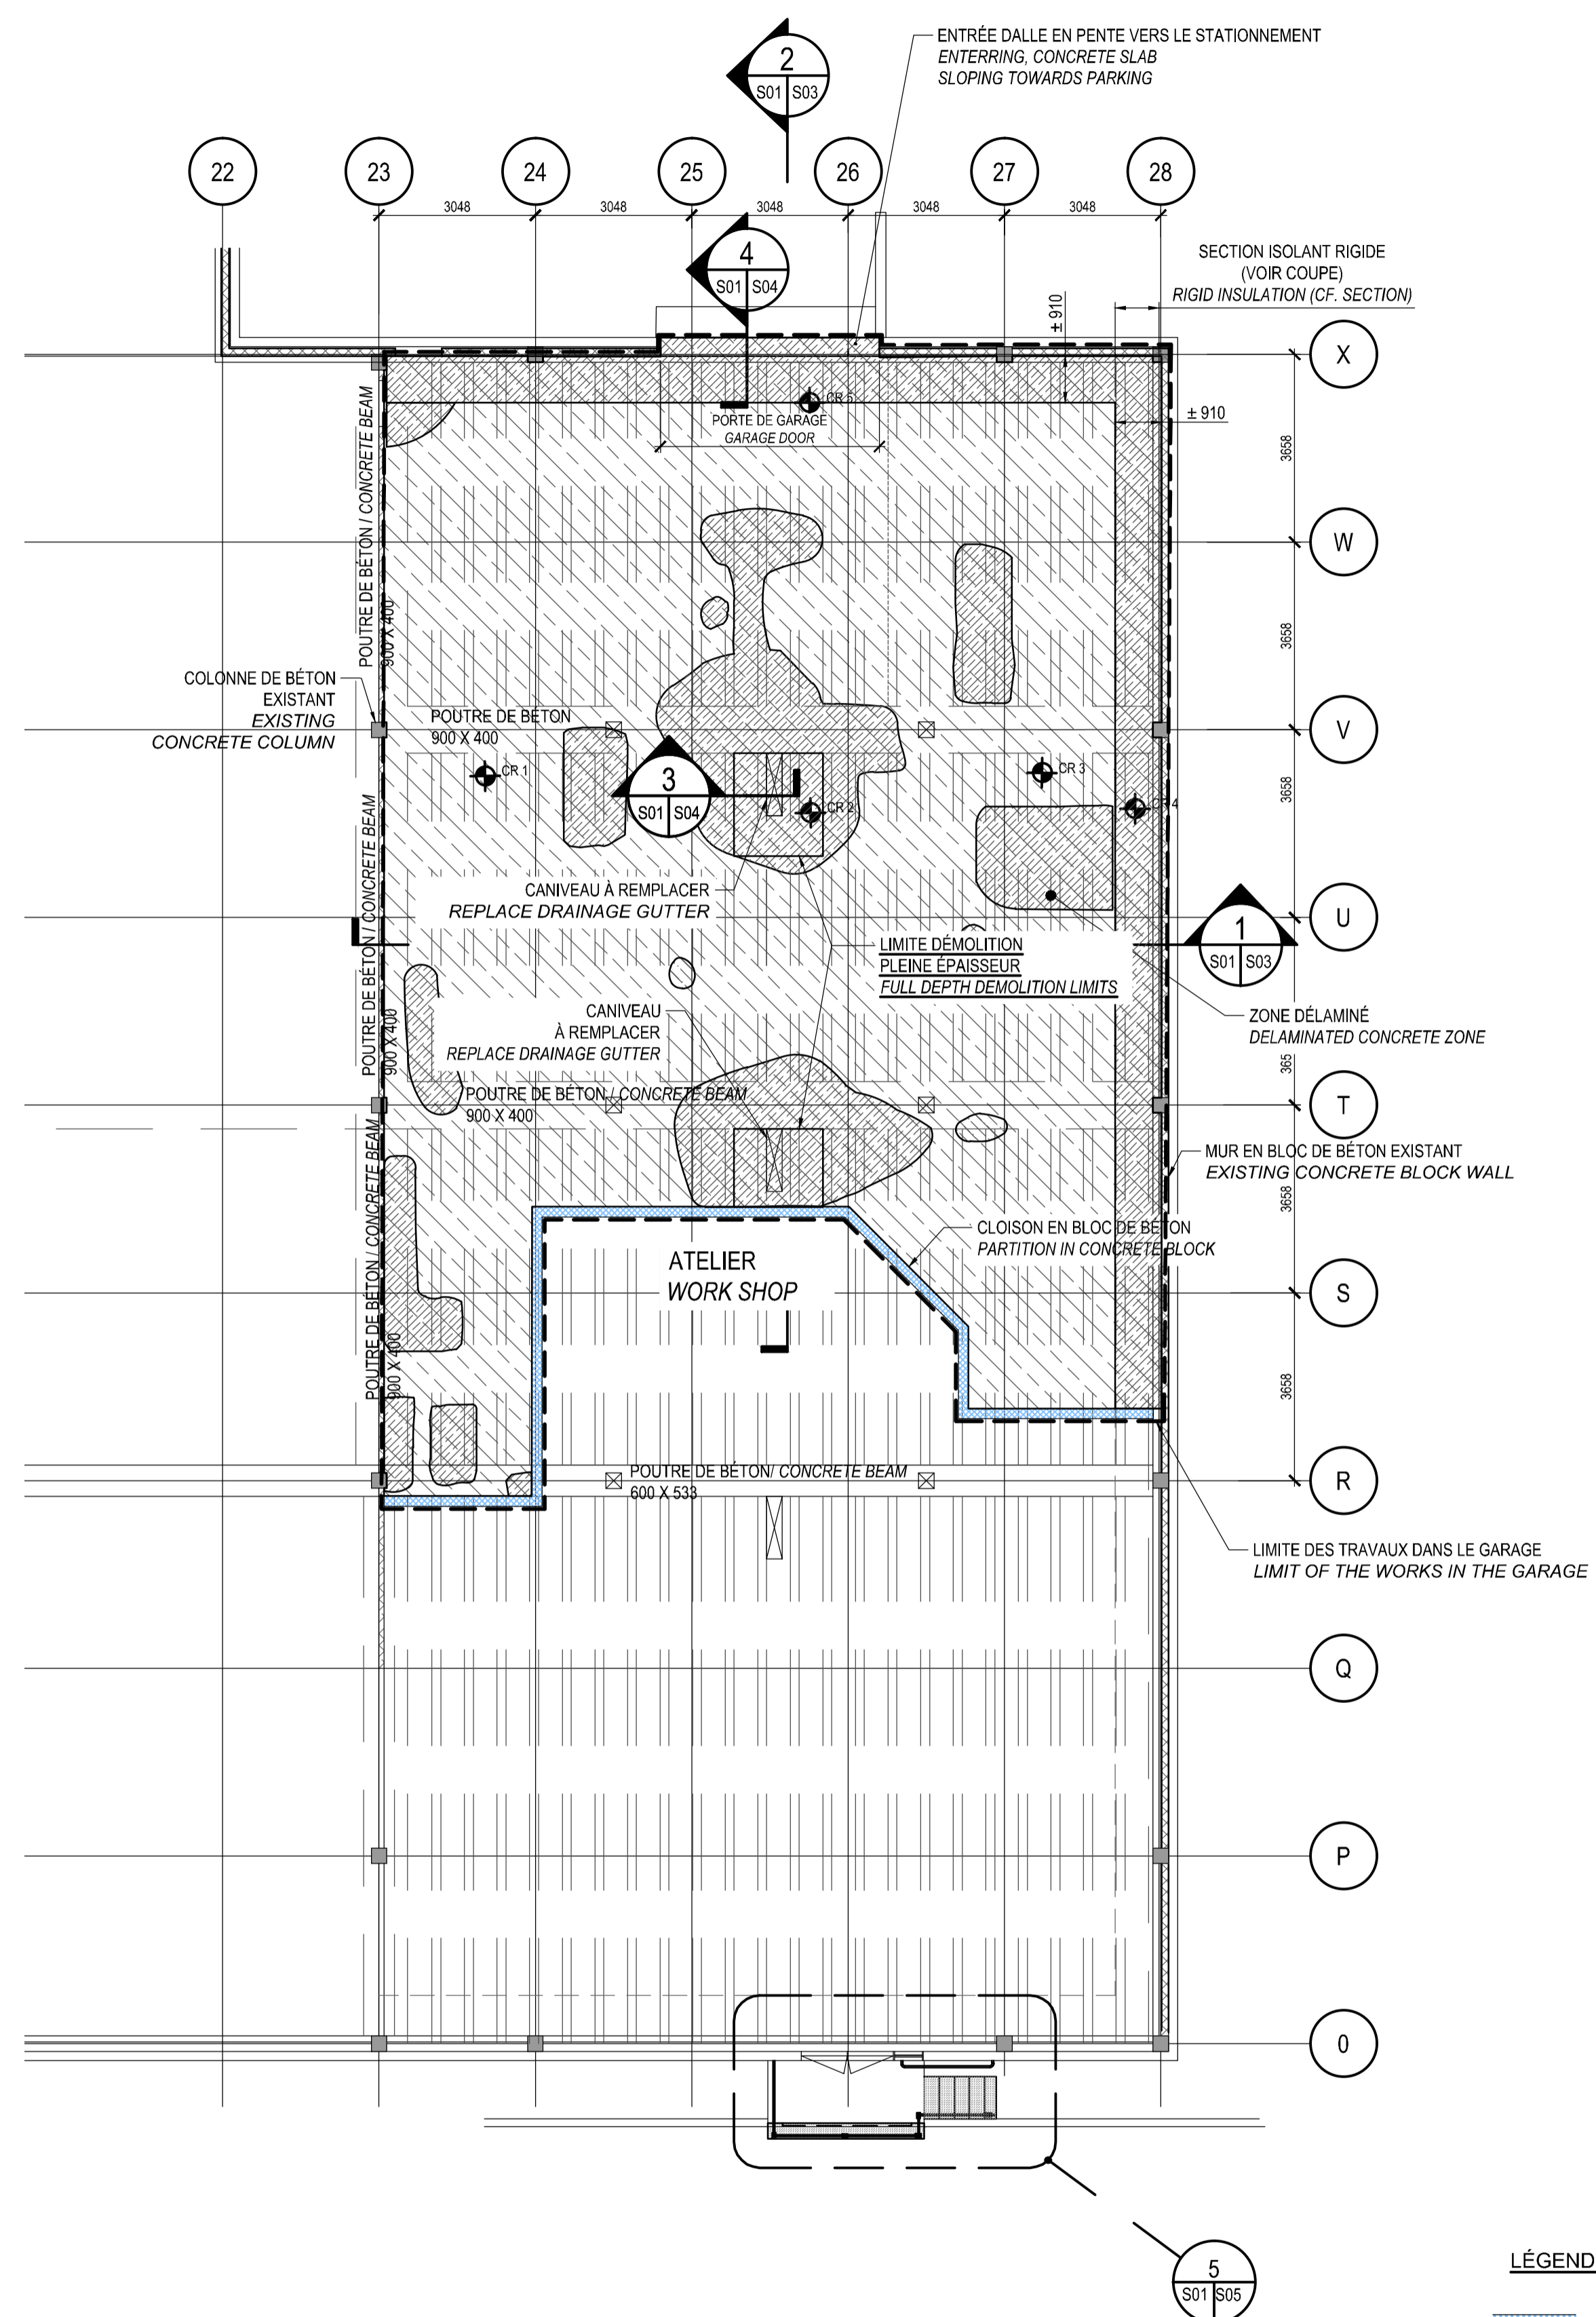 ENTRÉE DALLE EN PENTE VERS LE STATIONNEMENT
ENTERRING, CONCRETE SLAB
SLOPING TOWARDS PARKING
2
S01 S03
22
23
24
25
26
27
28
3048
3048
3048
3048
3048
4
S01 S04
SECTION ISOLANT RIGIDE
(VOIR COUPE)
RIGID INSULATION (CF. SECTION)
± 910
X
CR 5
± 910
PORTE DE GARAGE
GARAGE DOOR
POUTRE DE BÉTON / CONCRETE BEAM
900 X 400
3658
W
3658
COLONNE DE BÉTON
EXISTANT
EXISTING
CONCRETE COLUMN
POUTRE DE BÉTON
900 X 400
V
CR 1
3
S01 S04
CR 2
CR 3
CR 4
3658
POUTRE DE BÉTON / CONCRETE BEAM
900 X 400
CANIVEAU À REMPLACER
REPLACE DRAINAGE GUTTER
U
LIMITE DÉMOLITION
PLEINE ÉPAISSEUR
FULL DEPTH DEMOLITION LIMITS
1
S01 S03
CANIVEAU
À REMPLACER
REPLACE DRAINAGE GUTTER
ZONE DÉLAMINÉ
DELAMINATED CONCRETE ZONE
365
POUTRE DE BÉTON / CONCRETE BEAM
900 X 400
T
POUTRE DE BÉTON / CONCRETE BEAM
900 X 400
MUR EN BLOC DE BÉTON EXISTANT
EXISTING CONCRETE BLOCK WALL
3658
CLOISON EN BLOC DE BÉTON
PARTITION IN CONCRETE BLOCK
ATELIER
WORK SHOP
S
3658
POUTRE DE BÉTON/ CONCRETE BEAM
600 X 533
R
LIMITE DES TRAVAUX DANS LE GARAGE
LIMIT OF THE WORKS IN THE GARAGE
Q
P
0
5
S01 S05
LÉGEND